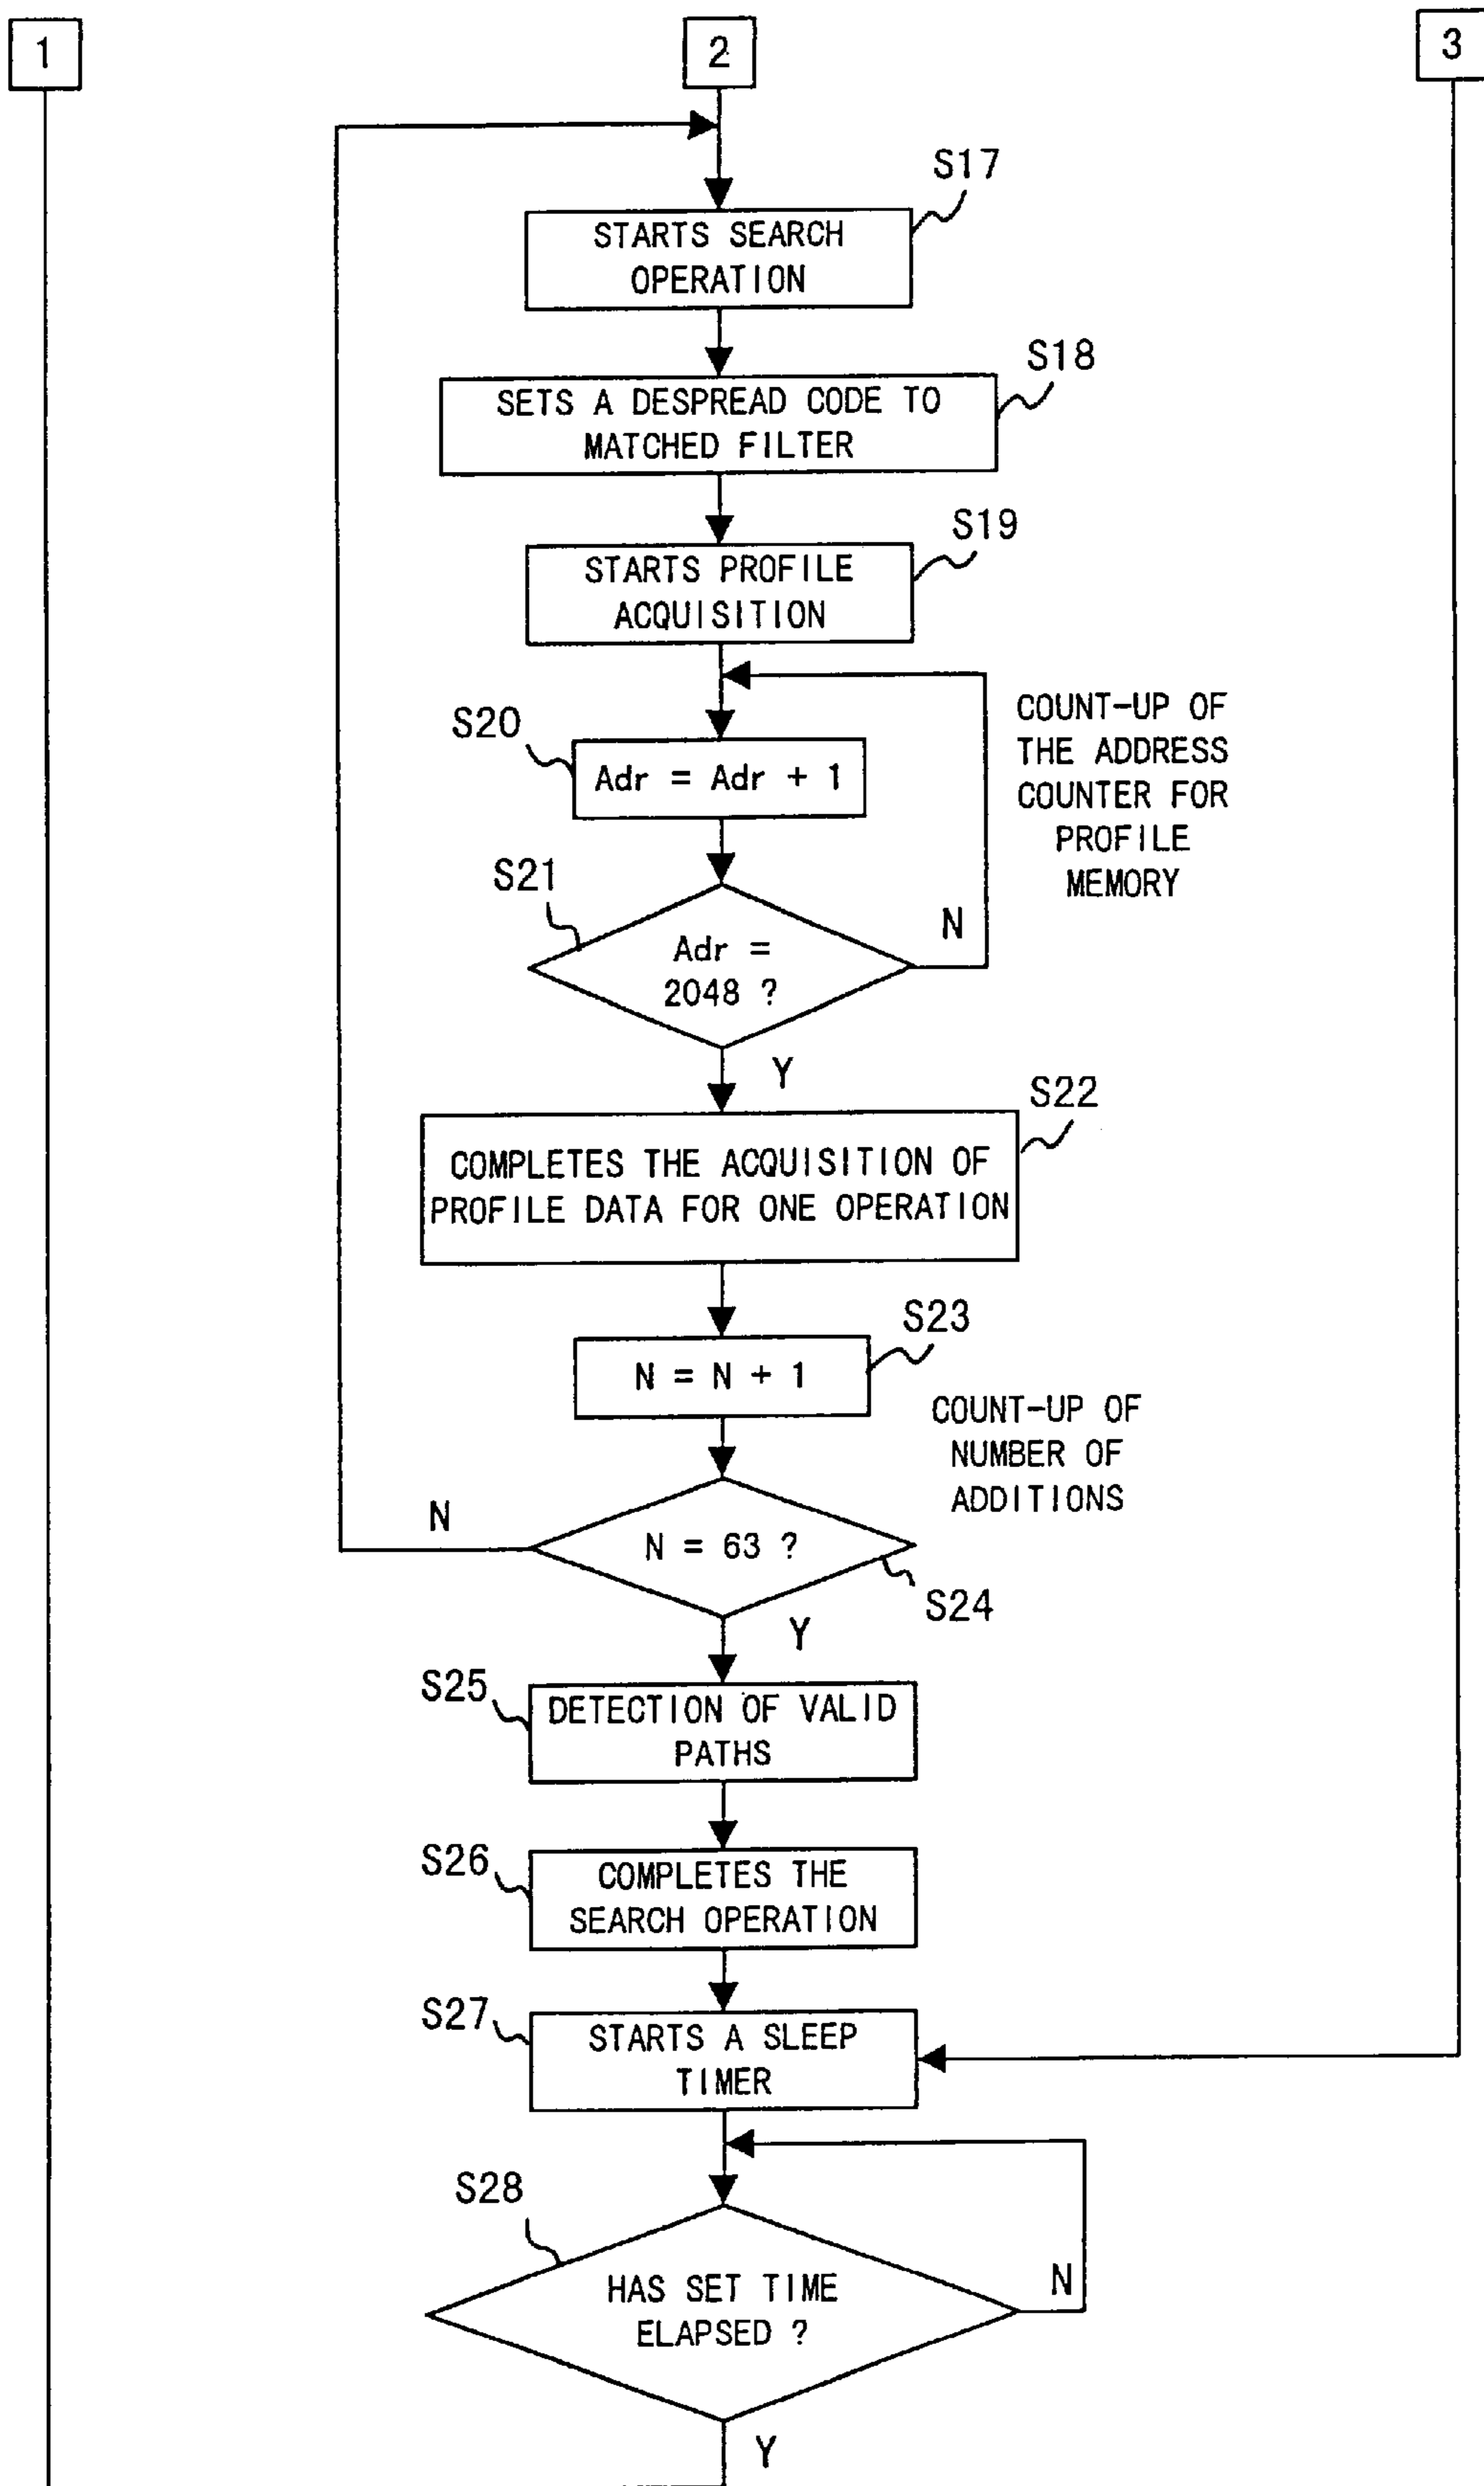 1
2
3
S17
STARTS SEARCH
OPERATION
S18
SETS A DESPREAD CODE TO
MATCHED FILTER
S19
STARTS PROFILE
ACQUISITION
COUNT-UP OF
THE ADDRESS
COUNTER FOR
PROFILE
MEMORY
S20
Adr = Adr + 1
S21
Adr =
2048 ?
N
Y
S22
COMPLETES THE ACQUISITION OF
PROFILE DATA FOR ONE OPERATION
S23
N = N + 1
COUNT-UP OF
NUMBER OF
ADDITIONS
N
N = 63 ?
S24
Y
S25
DETECTION OF VALID
PATHS
S26
COMPLETES THE
SEARCH OPERATION
S27
STARTS A SLEEP
TIMER
S28
HAS SET TIME
ELAPSED ?
N
Y